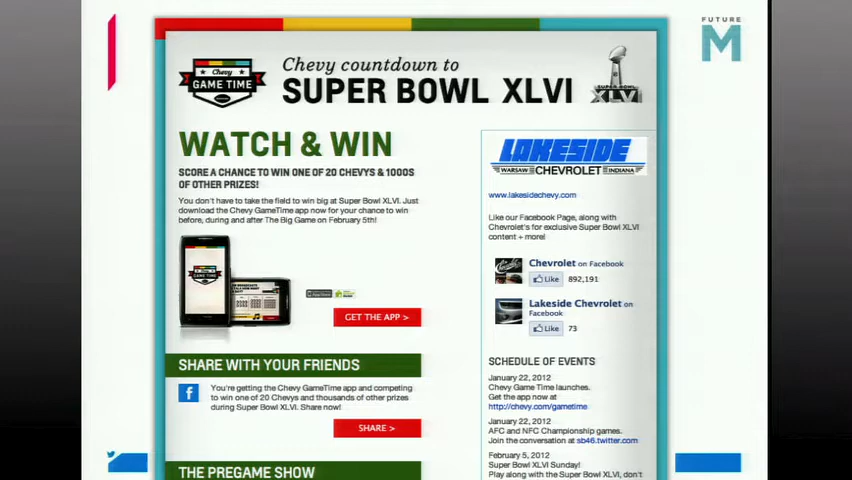 FUTURE
M
Chevy
GAME TIME
Chevy countdown to
SUPER BOWL XLVI
SUPER BOWL
XLVI
WATCH & WIN
SCORE A CHANCE TO WIN ONE OF 20 CHEVYS & 1000S
OF OTHER PRIZES!
You don't have to take the field to win big at Super Bowl XLVI. Just
download the Chevy GameTime app now for your chance to win
before, during and after The Big Game on February 5th!
GET THE APP >
SHARE WITH YOUR FRIENDS
You're getting the Chevy GameTime app and competing
to win one of 20 Chevys and thousands of other prizes
during Super Bowl XLVI. Share now!
SHARE >
THE PREGAME SHOW
LAKESIDE
WARSAW CHEVROLET INDIANA
www.lakesidechevy.com
Like our Facebook Page, along with
Chevrolet's for exclusive Super Bowl XLVI
content + more!
Chevrolet on Facebook
Like 892,191
Lakeside Chevrolet on
Facebook
Like 73
SCHEDULE OF EVENTS
January 22, 2012
Chevy Game Time launches.
Get the app now at
http://chevy.com/gametime
January 22, 2012
AFC and NFC Championship games.
Join the conversation at sb46.twitter.com
February 5, 2012
Super Bowl XLVI Sunday!
Play along with the Super Bowl XLVI, don't